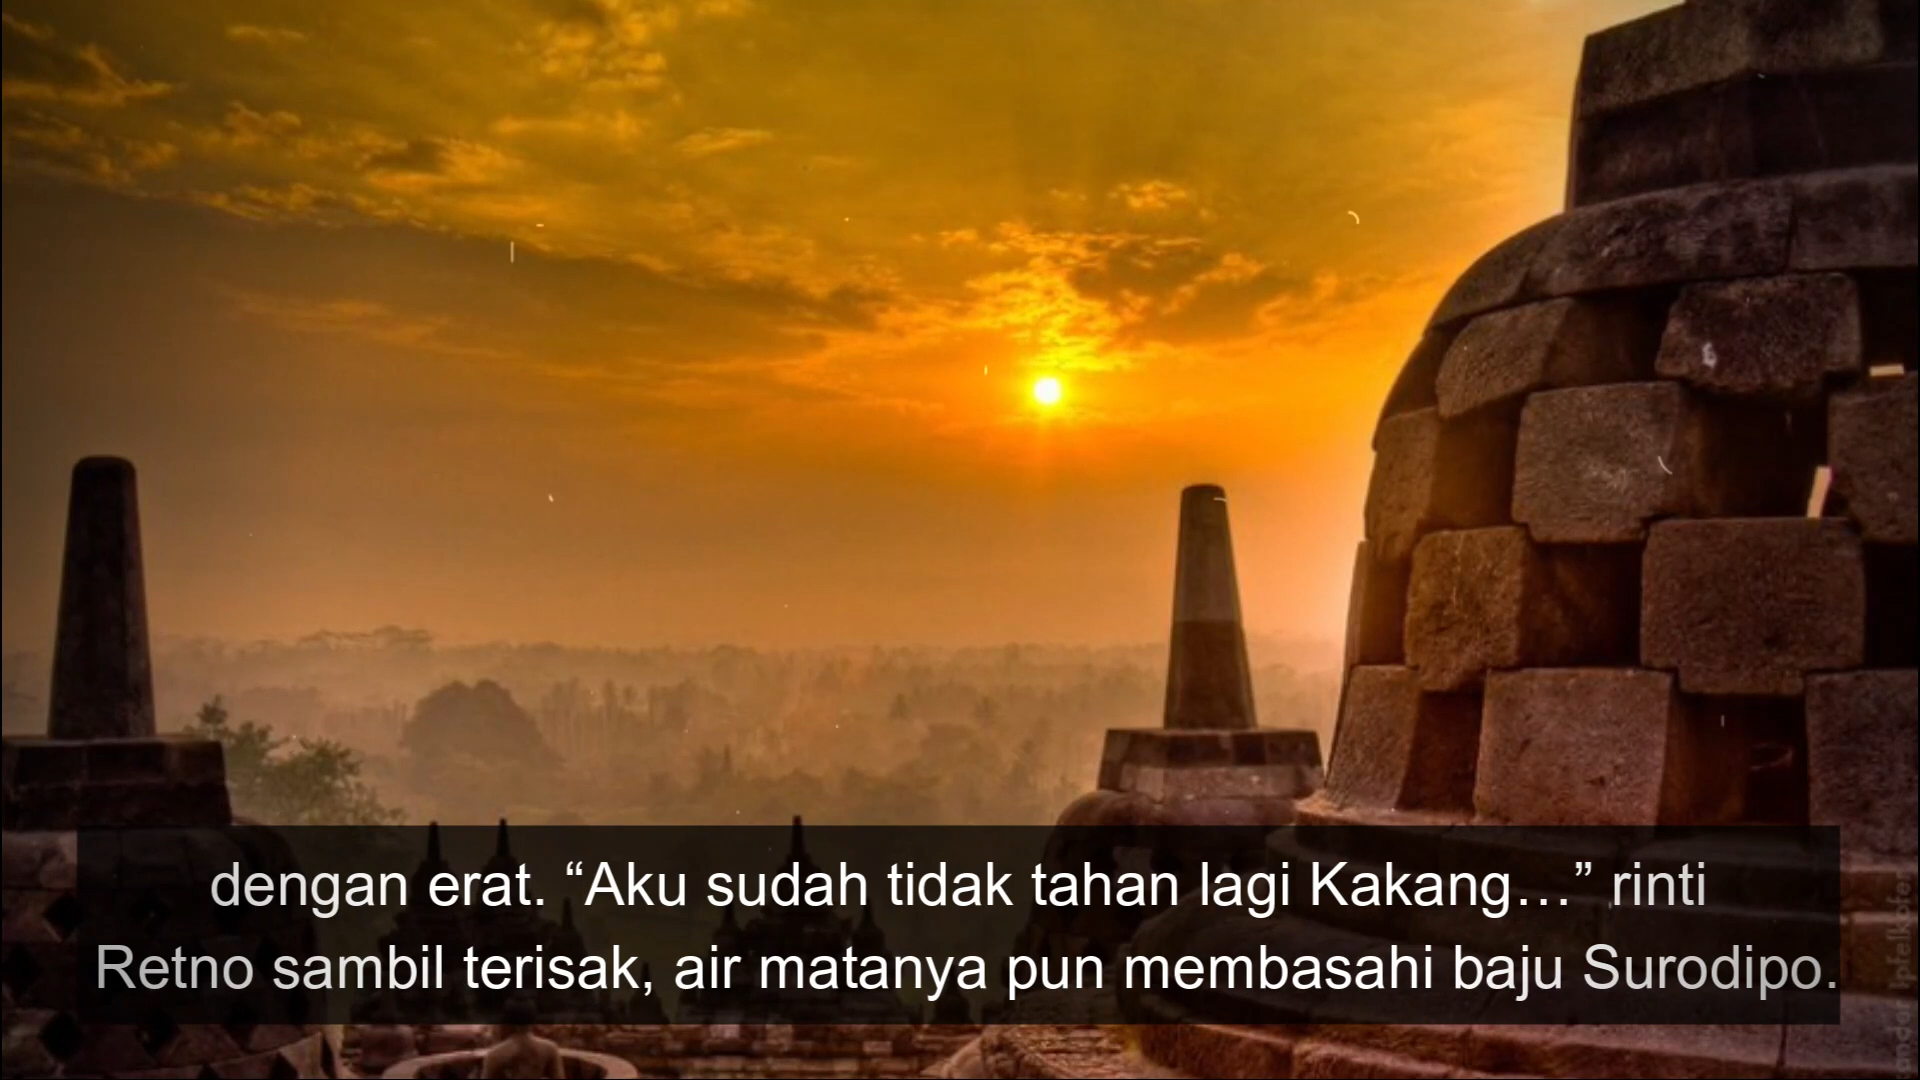 dengan erat. “Aku sudah tidak tahan lagi Kakang…” rinti
Retno sambil terisak, air matanya pun membasahi baju Surodipo.